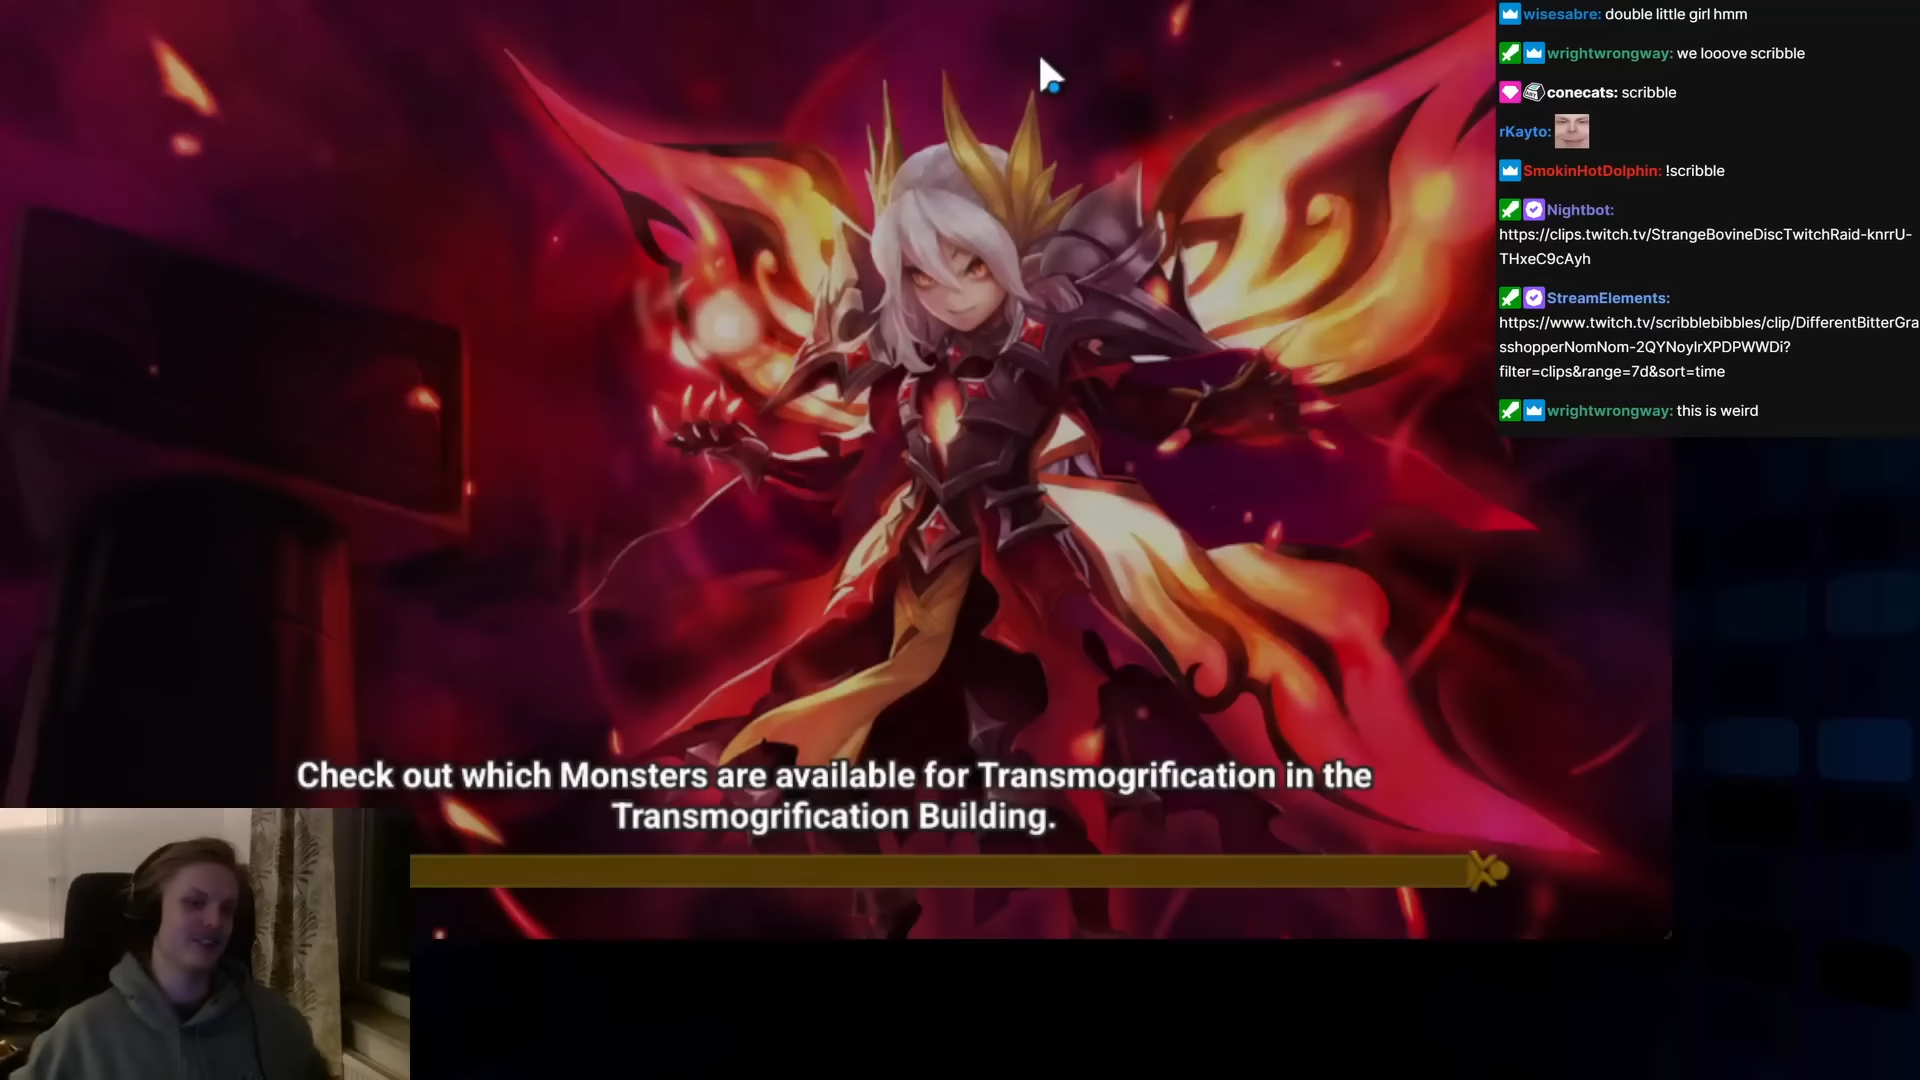 wisesabre: double little girl hmm
wrightwrongway: we looove scribble
conecats: scribble
rKayto:
SmokinHotDolphin: !scribble
Nightbot:
https://clips.twitch.tv/StrangeBovineDiscTwitchRaid-knrrU-
THxeC9cAyh
StreamElements:
https://www.twitch.tv/scribblebibbles/clip/DifferentBitterGra
sshopperNomNom-2QYNoylrXPDPWWDi?
filter=clips&range=7d&sort=time
wrightwrongway: this is weird
Check out which Monsters are available for Transmogrification in the
Transmogrification Building.